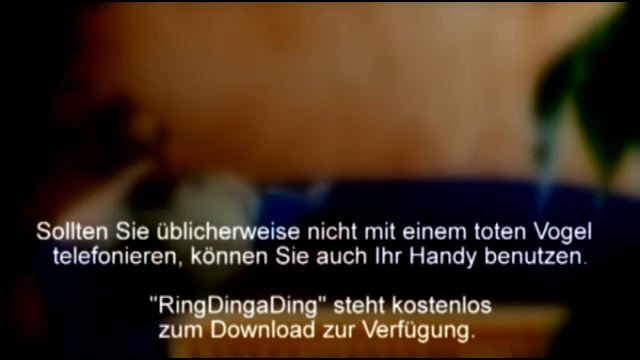 Sollten Sie üblicherweise nicht mit einem toten Vogel
telefonieren, können Sie auch Ihr Handy benutzen.
"RingDingaDing" steht kostenlos
zum Download zur Verfügung.